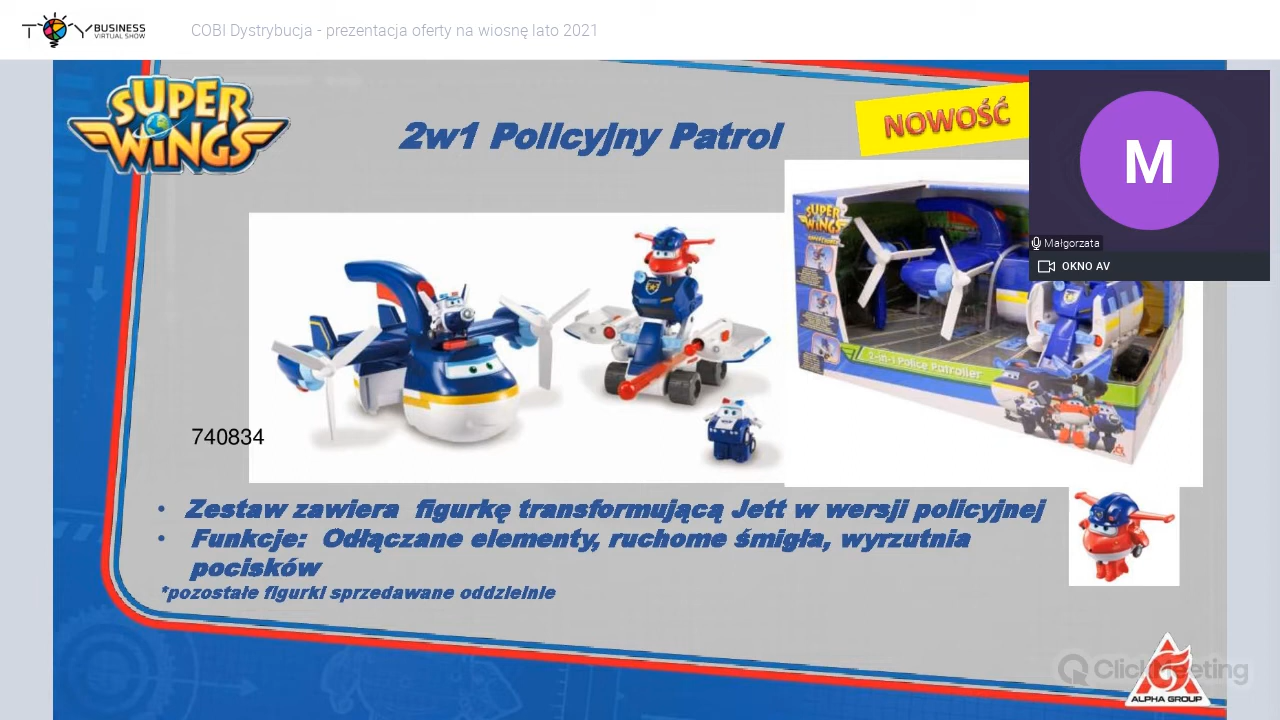 TOY BUSINESS
VIRTUAL SHOW
COBI Dystrybucja - prezentacja oferty na wiosnę lato 2021
SUPER
WINGS
2w1 Policyjny Patrol
NOWOŚĆ
M
Małgorzata
OKNO AV
SUPER
WINGS
2-in-1 Police Patroller
740834
• Zestaw zawiera figurkę transformującą Jett w wersji policyjnej
• Funkcje: Odłączane elementy, ruchome śmigła, wyrzutnia
pocisków
*pozostałe figurki sprzedawane oddzielnie
ClickMeeting
ALPHA GROUP